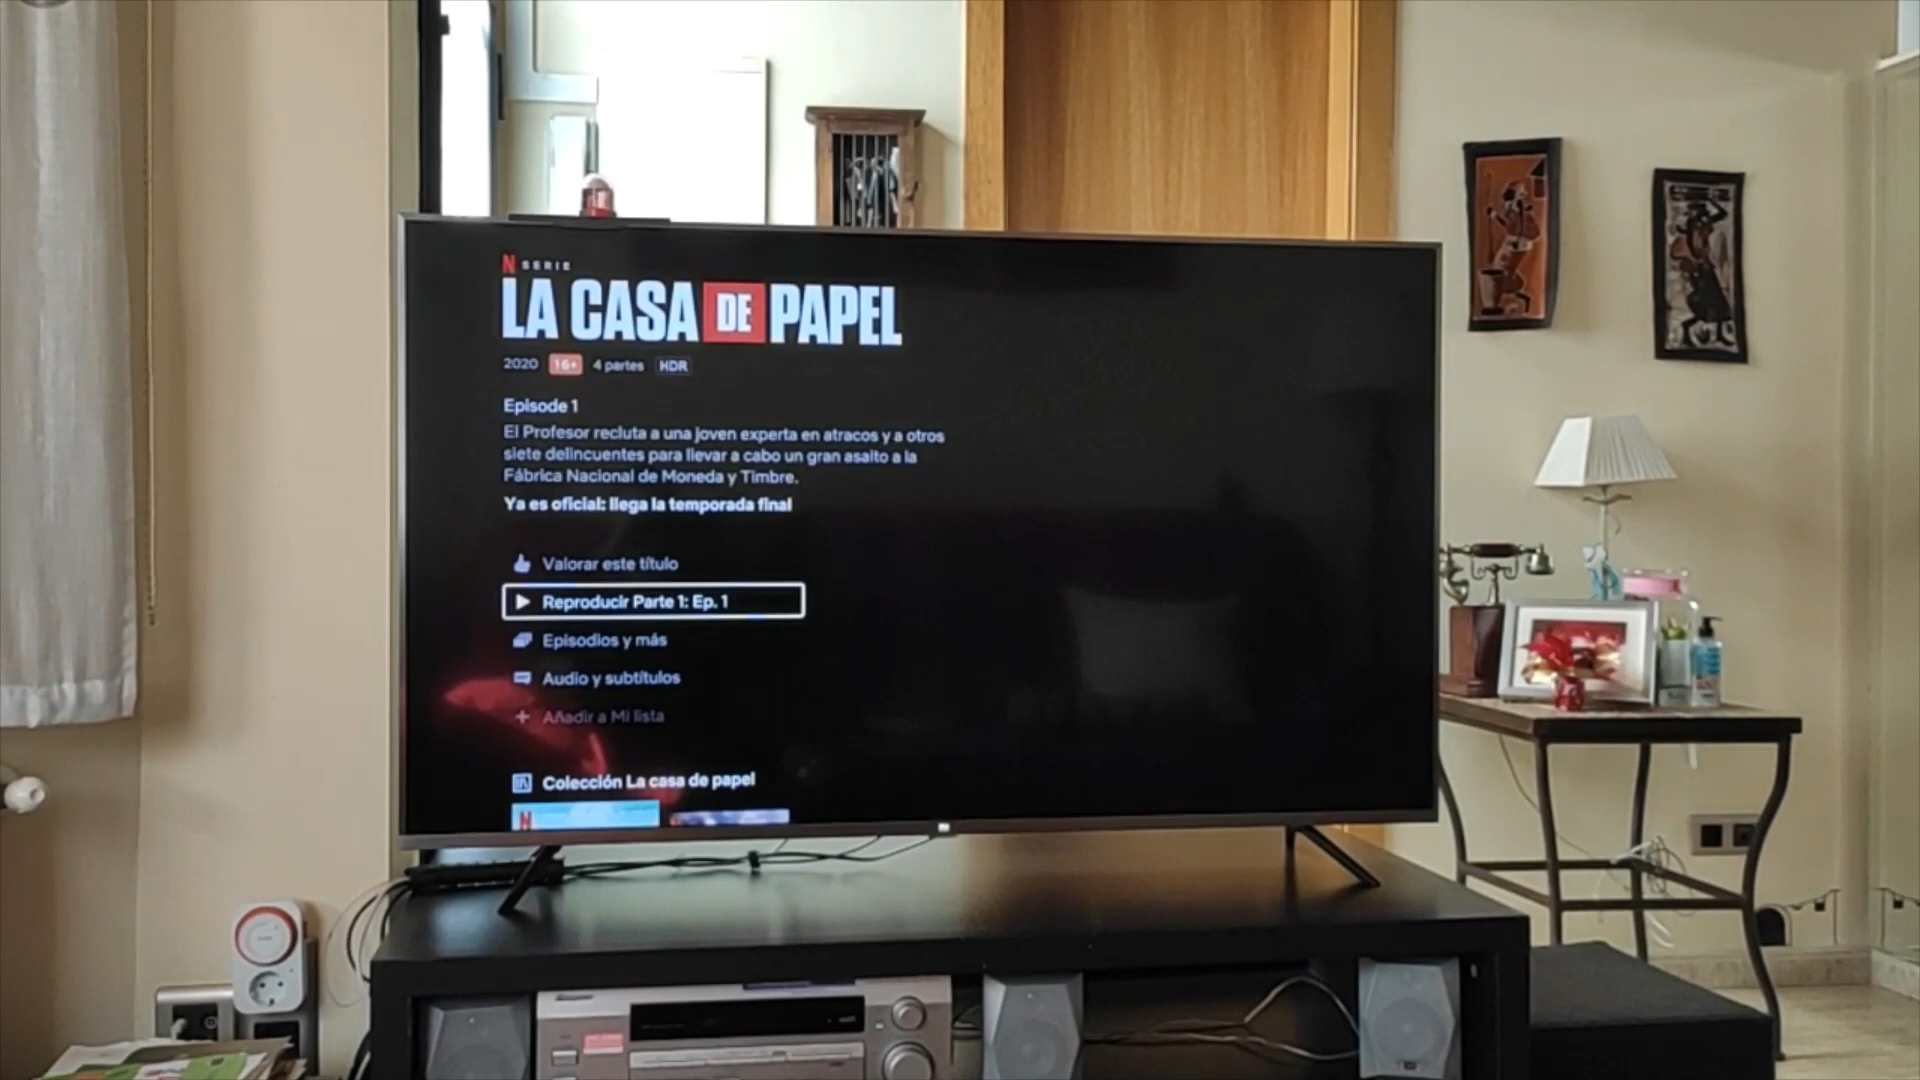 N SERIE
LA CASA DE PAPEL
2020 16+ 4 partes HDR
Episode 1
El Profesor recluta a una joven experta en atracos y a otros
siete delincuentes para llevar a cabo un gran asalto a la
Fábrica Nacional de Moneda y Timbre.
Ya es oficial: llega la temporada final
Valorar este título
Reproducir Parte 1: Ep. 1
Episodios y más
Audio y subtítulos
Añadir a Mi lista
Colección La casa de papel
N